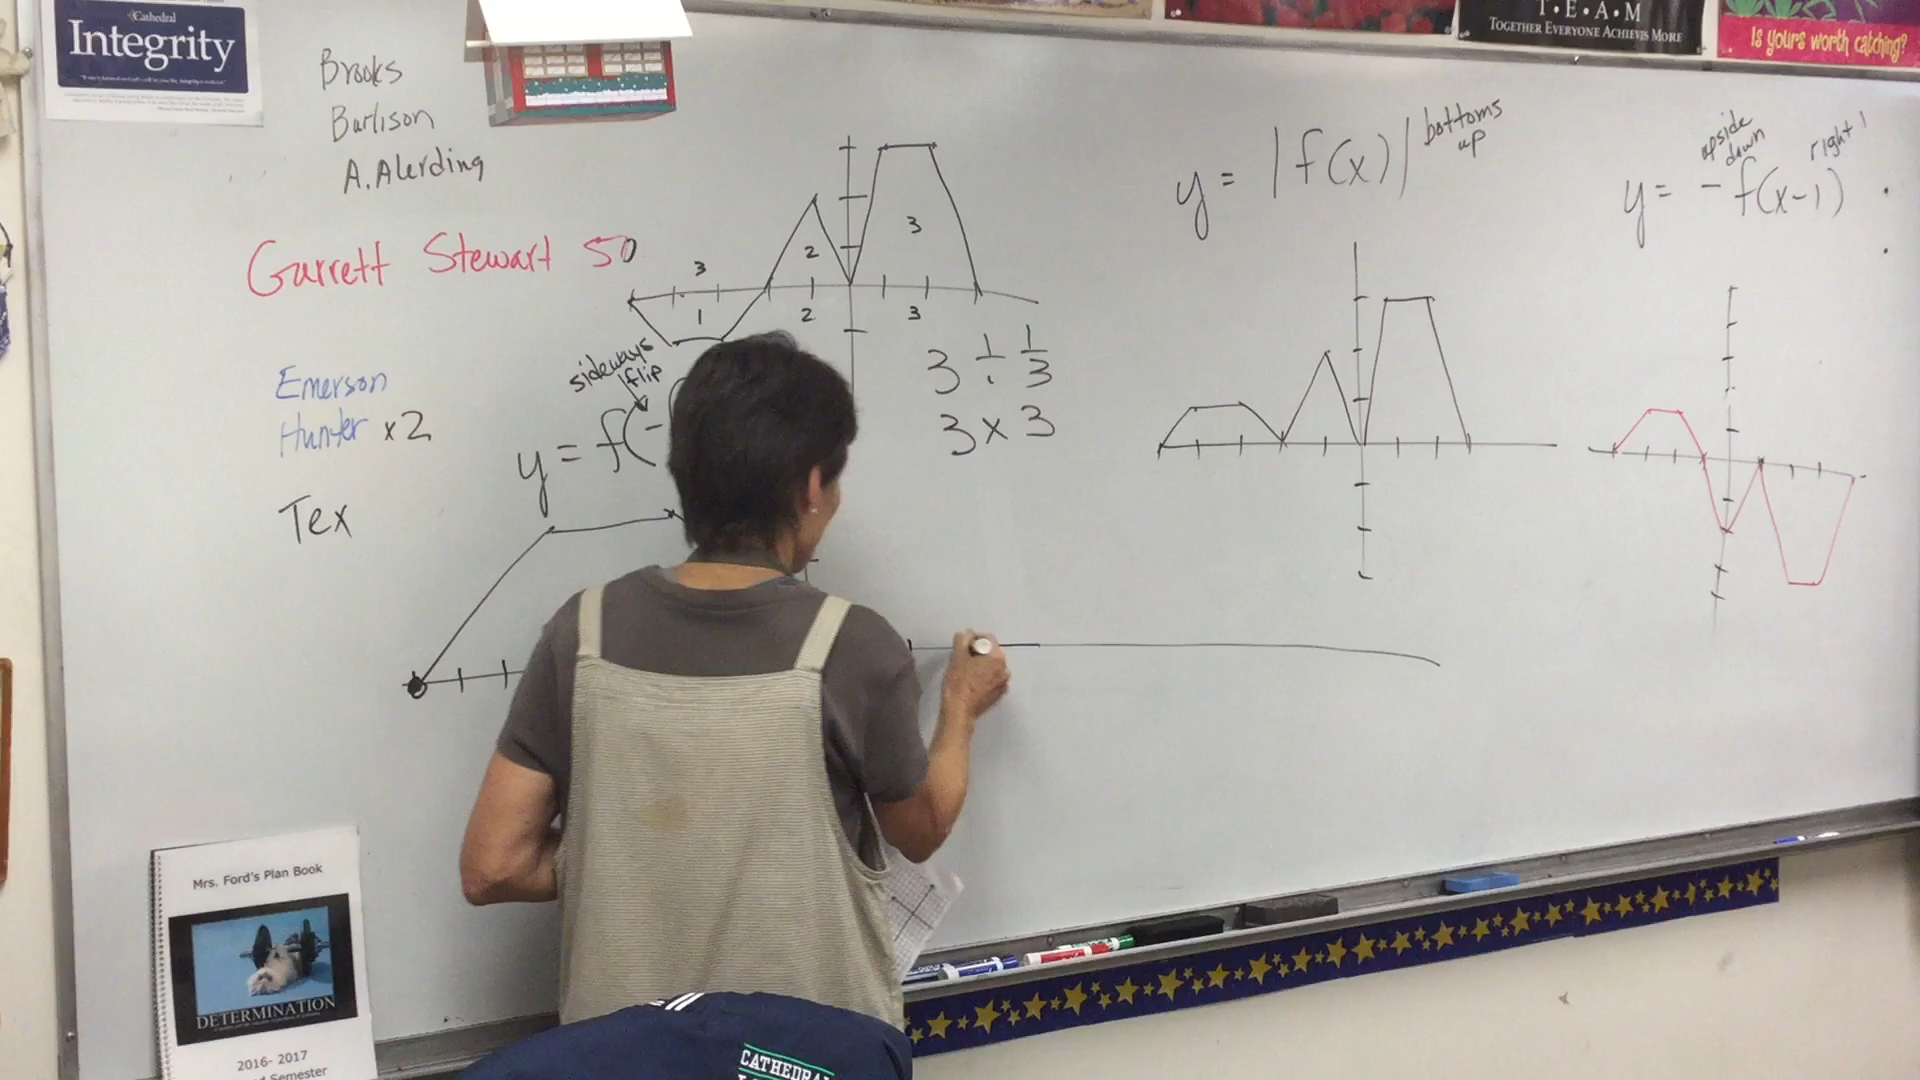 Cathedral
Integrity
Brooks
Burlison
A. Alerding
Garrett Stewart 50
Emerson
Hunter x2
Tex
3
2
3
1
2
3
sideways
flip
y = f(-
3 ÷ 1/3
3 x 3
y = |f(x)|
bottoms
up
upside
down
right 1
y = -f(x-1)
T•E•A•M
TOGETHER EVERYONE ACHIEVES MORE
Is yours worth catching?
Mrs. Ford's Plan Book
DETERMINATION
2016- 2017
Semester
CATHEDRAL